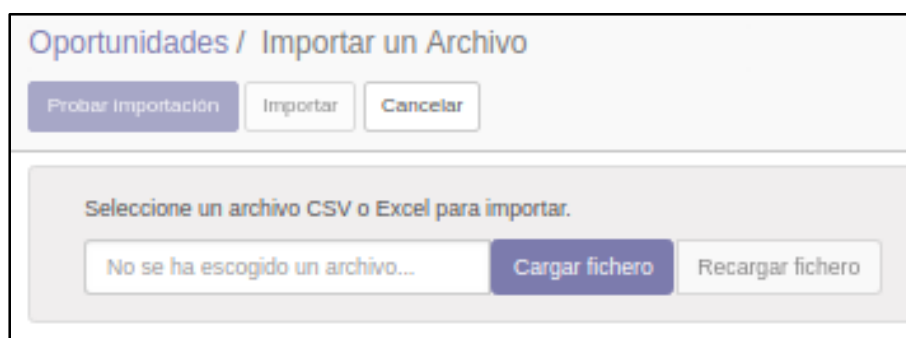 Oportunidades / Importar un Archivo
Probar importación Importar Cancelar
Seleccione un archivo CSV o Excel para importar.
No se ha escogido un archivo... Cargar fichero Recargar fichero